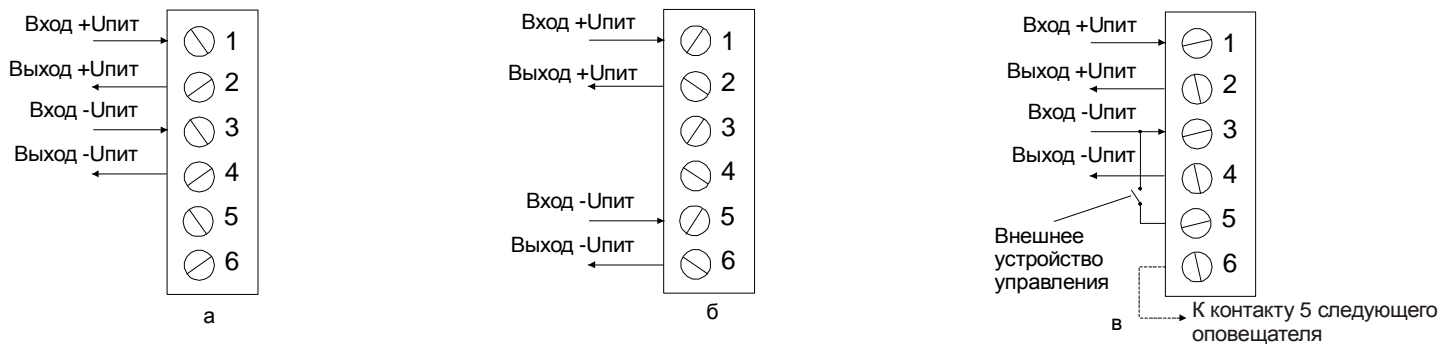 Вход +Uпит
1
Выход +Uпит
2
Вход -Uпит
3
Выход -Uпит
4
5
6
а
Вход +Uпит
1
Выход +Uпит
2
3
4
Вход -Uпит
5
Выход -Uпит
6
б
Вход +Uпит
1
Выход +Uпит
2
Вход -Uпит
3
Выход -Uпит
4
5
Внешнее
устройство
управления
6
в
К контакту 5 следующего
оповещателя